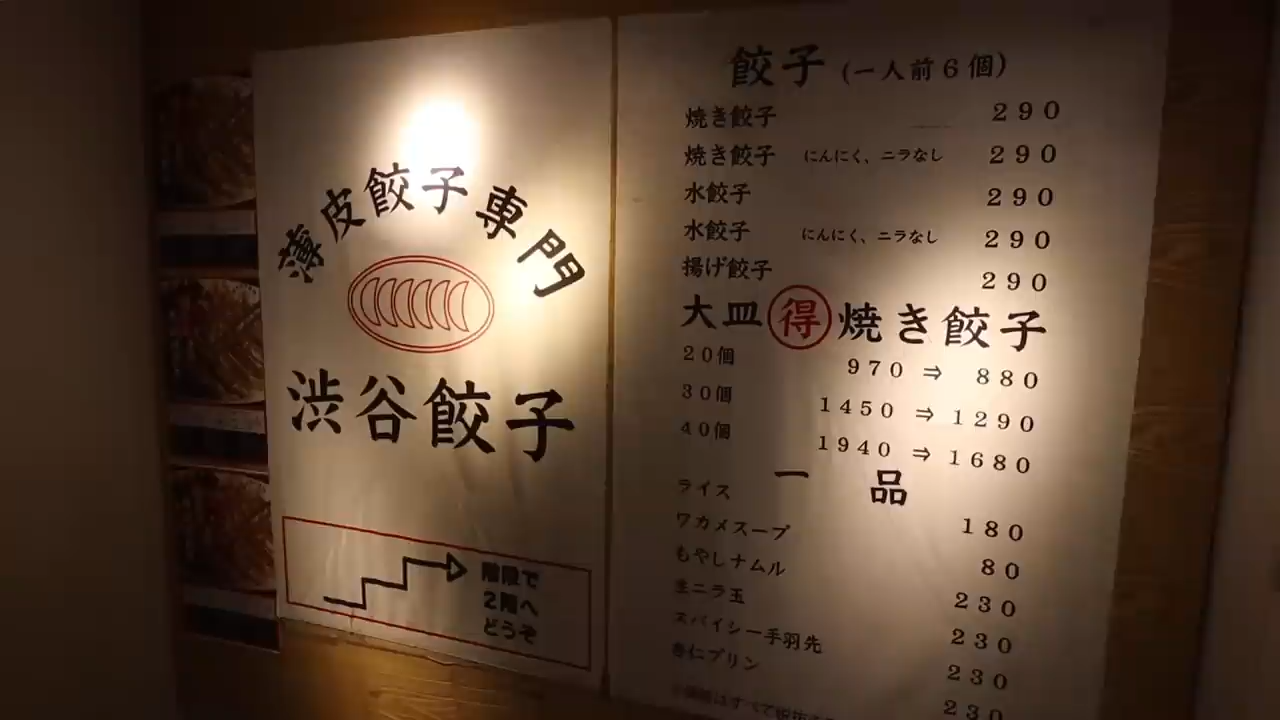 薄皮餃子専門
渋谷餃子
階段で
2階へ
どうぞ
餃子 (一人前6個)
焼き餃子 290
焼き餃子 にんにく、ニラなし 290
水餃子 290
水餃子 にんにく、ニラなし 290
揚げ餃子 290
大皿 得 焼き餃子
20個 970 ⇒ 880
30個 1450 ⇒ 1290
40個 1940 ⇒ 1680
一 品
ライス 180
ワカメスープ 80
もやしナムル 230
生ニラ玉 230
スパイシー手羽先 230
杏仁プリン 230